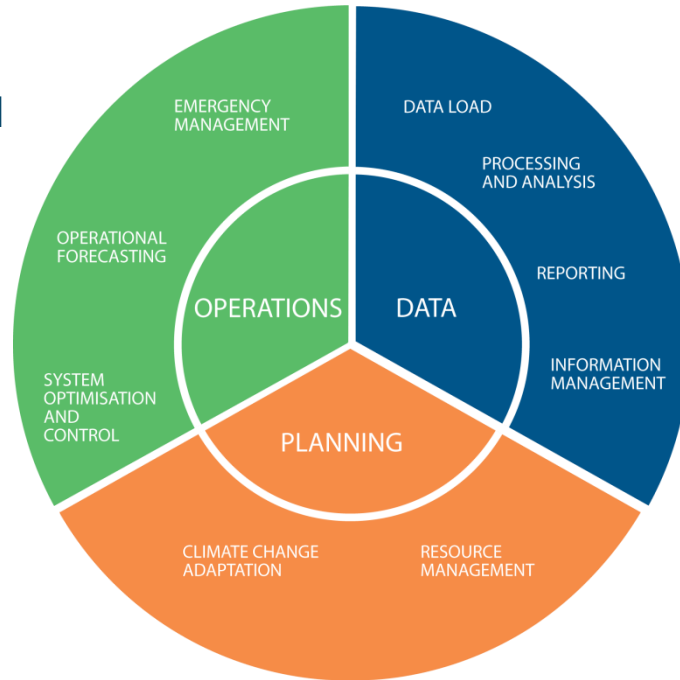 EMERGENCY
MANAGEMENT
OPERATIONAL
FORECASTING
SYSTEM
OPTIMISATION
AND
CONTROL
OPERATIONS
DATA LOAD
PROCESSING
AND ANALYSIS
REPORTING
INFORMATION
MANAGEMENT
DATA
PLANNING
CLIMATE CHANGE
ADAPTATION
RESOURCE
MANAGEMENT